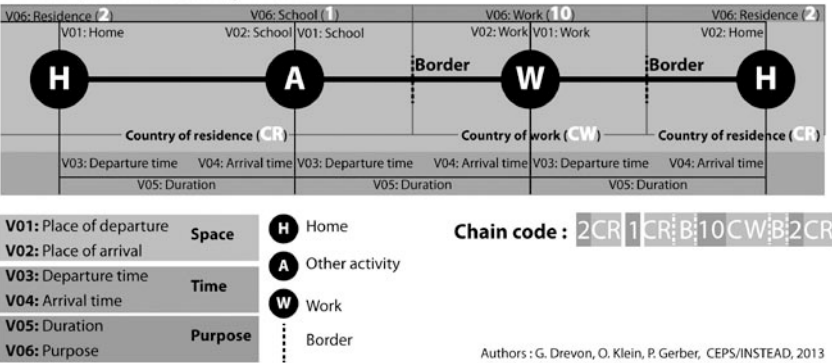 V06: Residence (2) V06: School (1) V06: Work (10) V06: Residence (2)
V01: Home V02: School V01: School V02: Work V01: Work V02: Home
Border Border
H A W H
Country of residence (CR) Country of work (CW) Country of residence (CR)
V03: Departure time V04: Arrival time V03: Departure time V04: Arrival time V03: Departure time V04: Arrival time
V05: Duration V05: Duration V05: Duration
V01: Place of departure
V02: Place of arrival
Space
V03: Departure time
V04: Arrival time
Time
V05: Duration
V06: Purpose
Purpose
H Home
A Other activity
W Work
Border
Chain code : 2CR 1CR B 10CW B 2CR
Authors : G. Drevon, O. Klein, P. Gerber, CEPS/INSTEAD, 2013